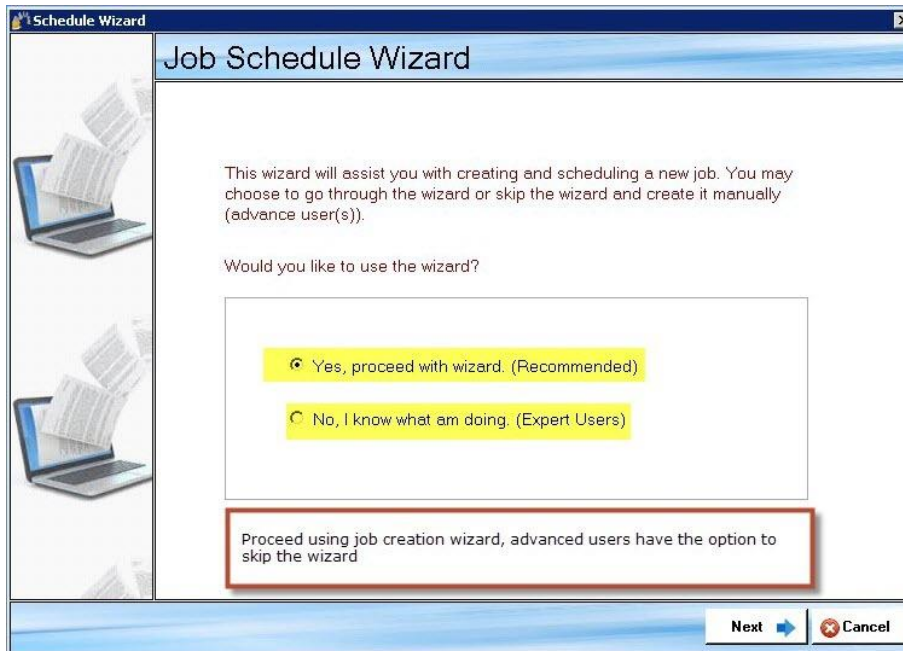 Schedule Wizard
Job Schedule Wizard
This wizard will assist you with creating and scheduling a new job. You may
choose to go through the wizard or skip the wizard and create it manually
(advance user(s)).
Would you like to use the wizard?
Yes, proceed with wizard. (Recommended)
No, I know what am doing. (Expert Users)
Proceed using job creation wizard, advanced users have the option to
skip the wizard
Next
Cancel